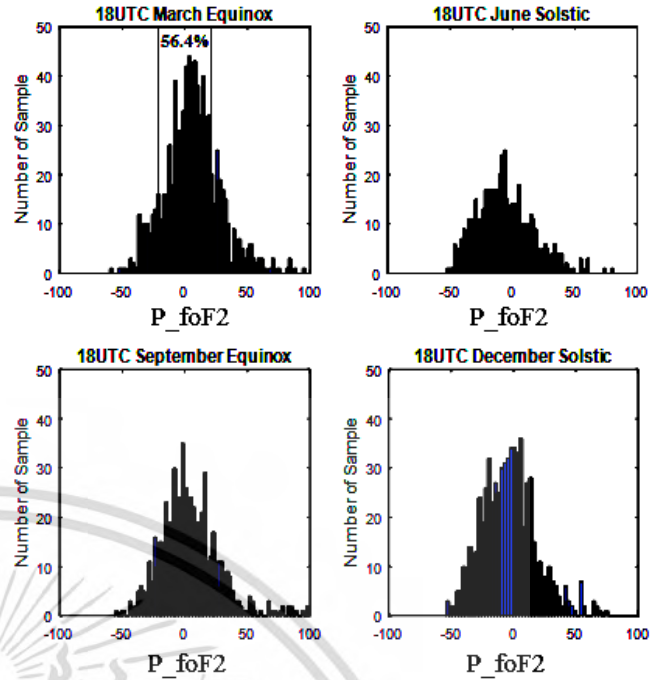 18UTC March Equinox
50
40
30
20
10
0
Number of Sample
56.4%
-100 -50 0 50 100
P_foF2
18UTC June Solstic
50
40
30
20
10
0
Number of Sample
-100 -50 0 50 100
P_foF2
18UTC September Equinox
50
40
30
20
10
0
Number of Sample
-100 -50 0 50 100
P_foF2
18UTC December Solstic
50
40
30
20
10
0
Number of Sample
-100 -50 0 50 100
P_foF2